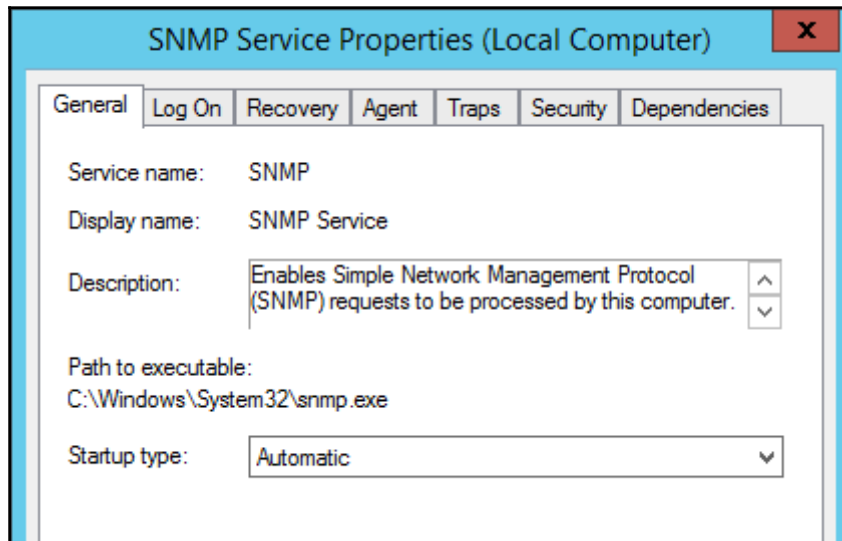 SNMP Service Properties (Local Computer)
x
General Log On Recovery Agent Traps Security Dependencies
Service name: SNMP
Display name: SNMP Service
Description: Enables Simple Network Management Protocol
(SNMP) requests to be processed by this computer.
Path to executable:
C:\Windows\System32\snmp.exe
Startup type: Automatic